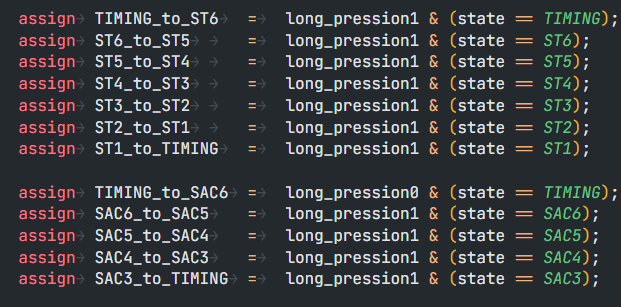 assign TIMING_to_ST6 = long_pression1 & (state == TIMING);
assign ST6_to_ST5 = long_pression1 & (state == ST6);
assign ST5_to_ST4 = long_pression1 & (state == ST5);
assign ST4_to_ST3 = long_pression1 & (state == ST4);
assign ST3_to_ST2 = long_pression1 & (state == ST3);
assign ST2_to_ST1 = long_pression1 & (state == ST2);
assign ST1_to_TIMING = long_pression1 & (state == ST1);
assign TIMING_to_SAC6 = long_pression0 & (state == TIMING);
assign SAC6_to_SAC5 = long_pression1 & (state == SAC6);
assign SAC5_to_SAC4 = long_pression1 & (state == SAC5);
assign SAC4_to_SAC3 = long_pression1 & (state == SAC4);
assign SAC3_to_TIMING = long_pression1 & (state == SAC3);